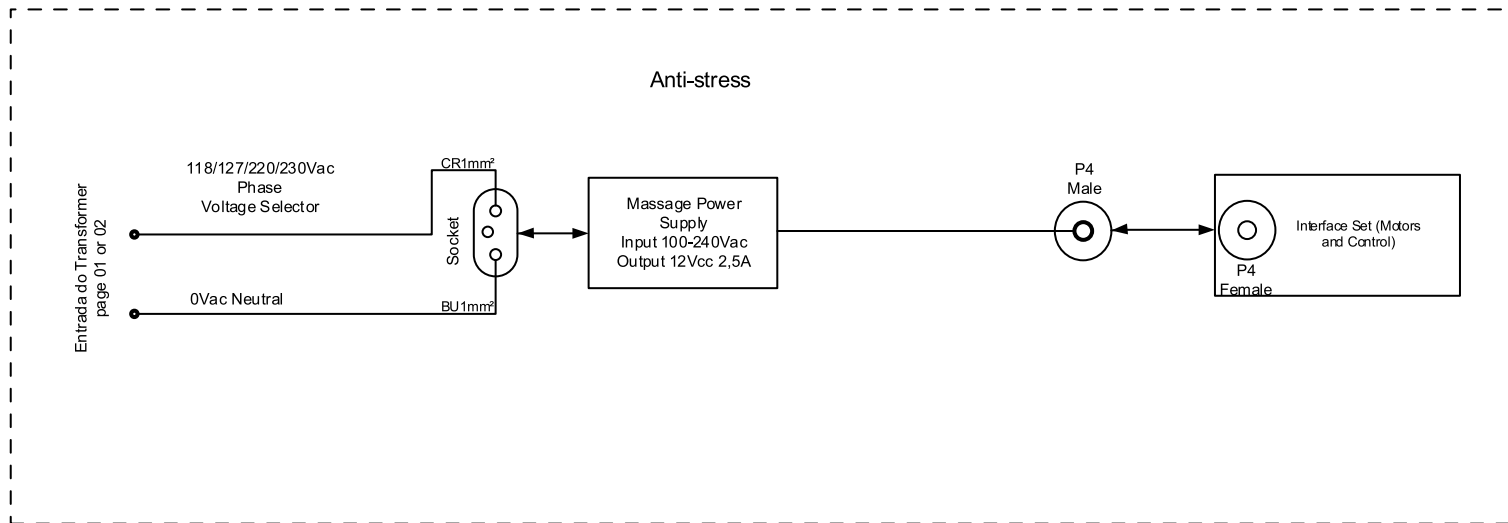 Anti-stress
118/127/220/230Vac
Phase
Voltage Selector
CR1mm²
Entrada do Transformer
page 01 or 02
Socket
0Vac Neutral
BU1mm²
Massage Power
Supply
Input 100-240Vac
Output 12Vcc 2,5A
P4
Male
P4
Female
Interface Set (Motors
and Control)